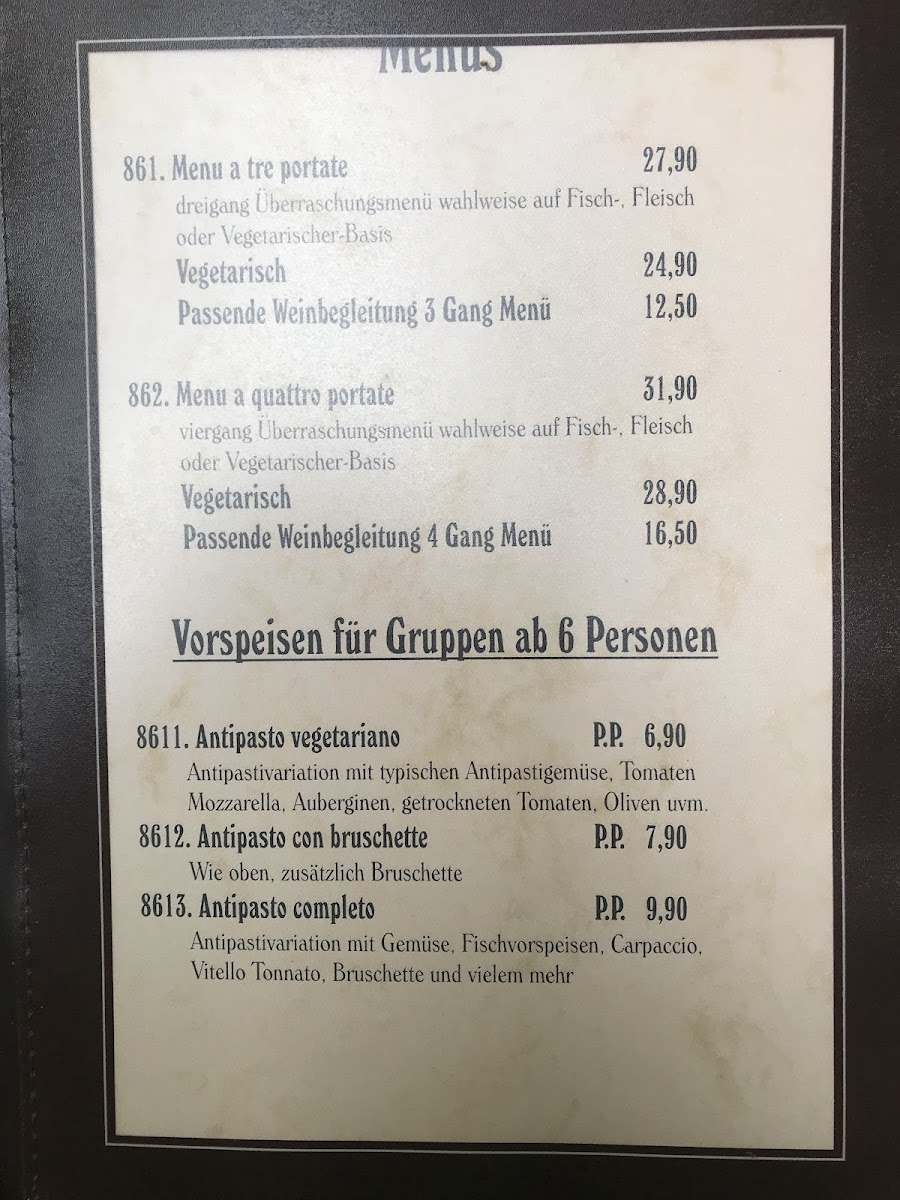 Menus
861. Menu a tre portate 27,90
dreigang Überraschungsmenü wahlweise auf Fisch-, Fleisch
oder Vegetarischer-Basis
Vegetarisch 24,90
Passende Weinbegleitung 3 Gang Menü 12,50
862. Menu a quattro portate 31,90
viergang Überraschungsmenü wahlweise auf Fisch-, Fleisch
oder Vegetarischer-Basis
Vegetarisch 28,90
Passende Weinbegleitung 4 Gang Menü 16,50
Vorspeisen für Gruppen ab 6 Personen
8611. Antipasto vegetariano P.P. 6,90
Antipastivariation mit typischen Antipastigemüse, Tomaten
Mozzarella, Auberginen, getrockneten Tomaten, Oliven uvm.
8612. Antipasto con bruschette P.P. 7,90
Wie oben, zusätzlich Bruschette
8613. Antipasto completo P.P. 9,90
Antipastivariation mit Gemüse, Fischvorspeisen, Carpaccio,
Vitello Tonnato, Bruschette und vielem mehr